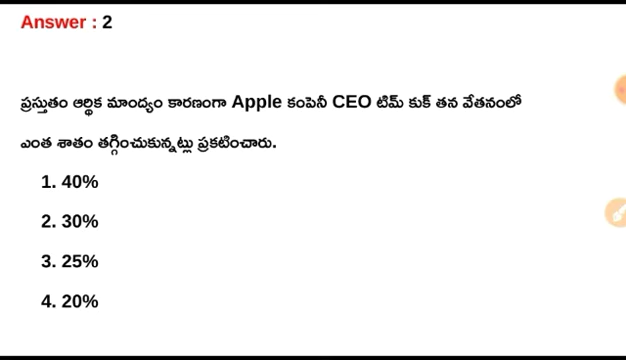 Answer : 2
ప్రస్తుతం ఆర్థిక మాంద్యం కారణంగా Apple కంపెనీ CEO టిమ్ కుక్ తన వేతనంలో
ఎంత శాతం తగ్గించుకున్నట్లు ప్రకటించారు.
1. 40%
2. 30%
3. 25%
4. 20%